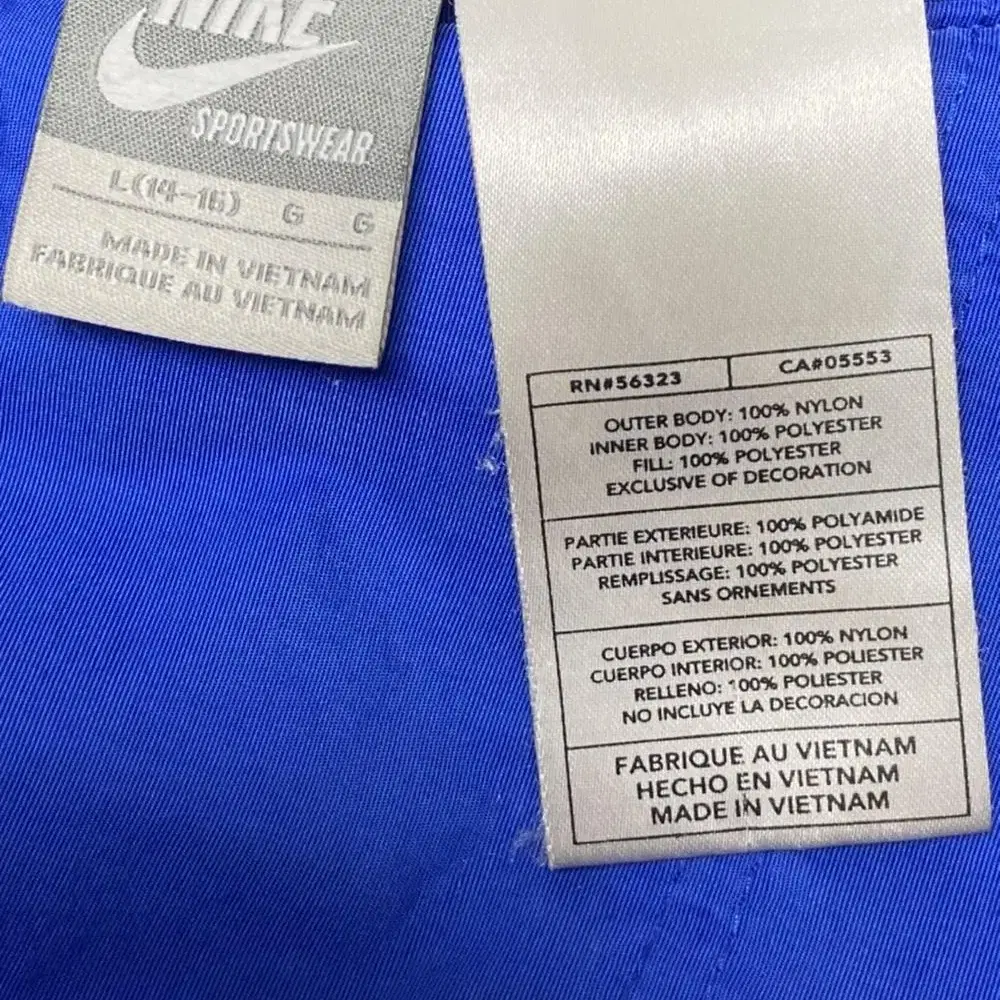 NIKE
SPORTSWEAR
L(14-16) G G
MADE IN VIETNAM
FABRIQUE AU VIETNAM
RN#56323 CA#05553
OUTER BODY: 100% NYLON
INNER BODY: 100% POLYESTER
FILL: 100% POLYESTER
EXCLUSIVE OF DECORATION
PARTIE EXTERIEURE: 100% POLYAMIDE
PARTIE INTERIEURE: 100% POLYESTER
REMPLISSAGE: 100% POLYESTER
SANS ORNEMENTS
CUERPO EXTERIOR: 100% NYLON
CUERPO INTERIOR: 100% POLIESTER
RELLENO: 100% POLIESTER
NO INCLUYE LA DECORACION
FABRIQUE AU VIETNAM
HECHO EN VIETNAM
MADE IN VIETNAM